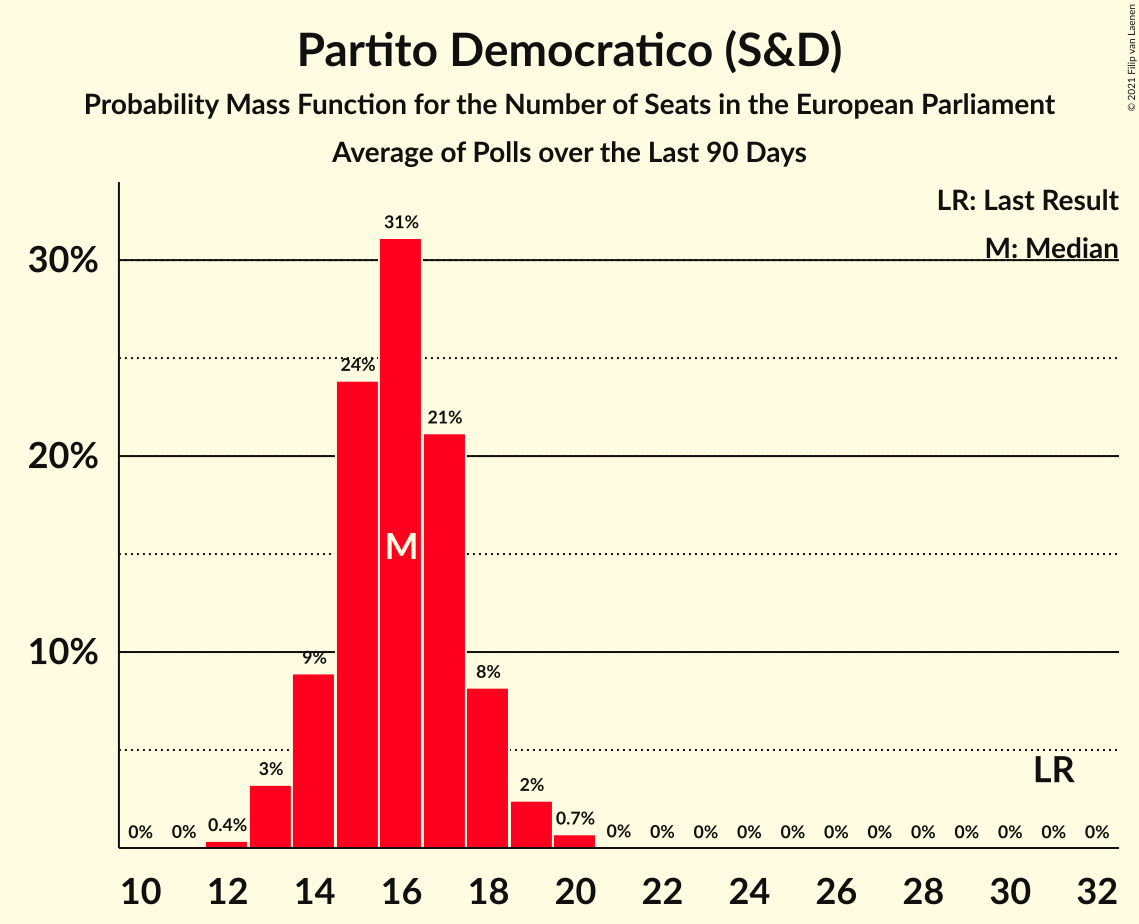 Partito Democratico (S&D)
Probability Mass Function for the Number of Seats in the European Parliament
Average of Polls over the Last 90 Days
© 2021 Filip van Laenen
LR: Last Result
M: Median
30%
20%
10%
0% 0% 0.4% 3% 9% 24% 31% 21% 8% 2% 0.7% 0% 0% 0% 0% 0% 0% 0% 0% 0% 0% 0% 0%
M
LR
10 12 14 16 18 20 22 24 26 28 30 32